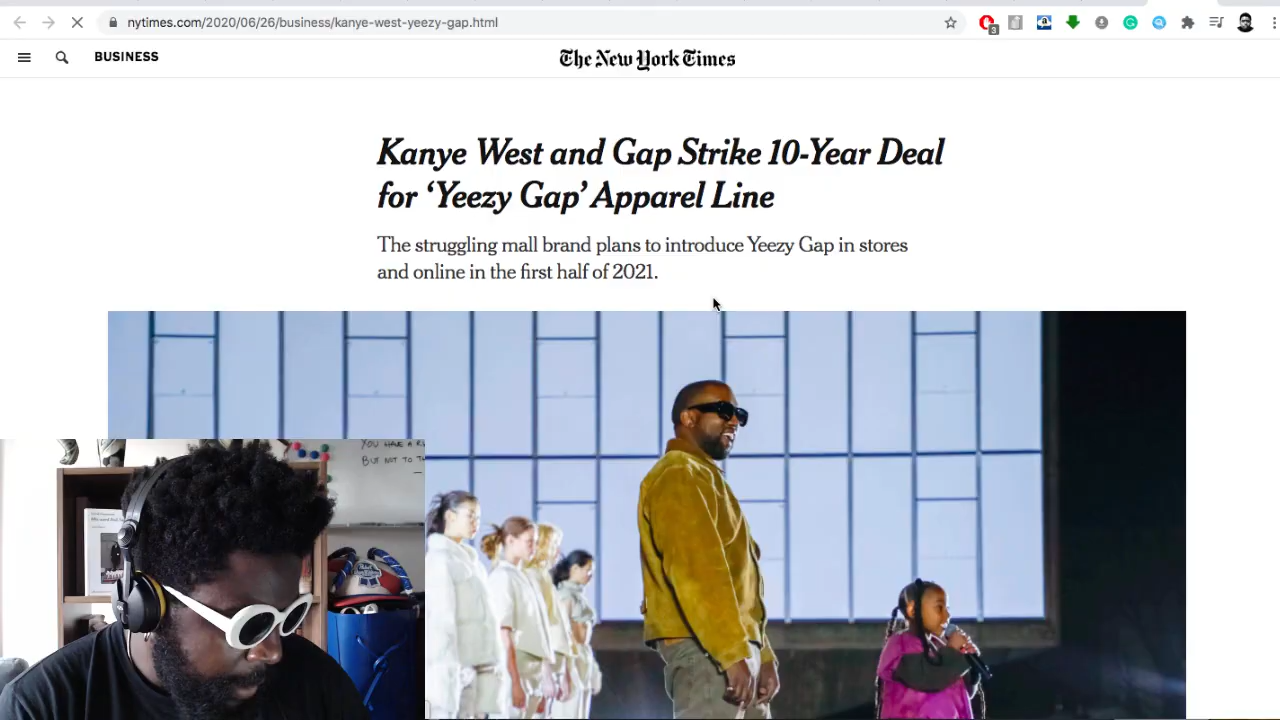 nytimes.com/2020/06/26/business/kanye-west-yeezy-gap.html
3
BUSINESS
The New York Times
Kanye West and Gap Strike 10-Year Deal
for ‘Yeezy Gap’ Apparel Line
The struggling mall brand plans to introduce Yeezy Gap in stores
and online in the first half of 2021.
YOU HAVE A R
BUT NOT TO TH